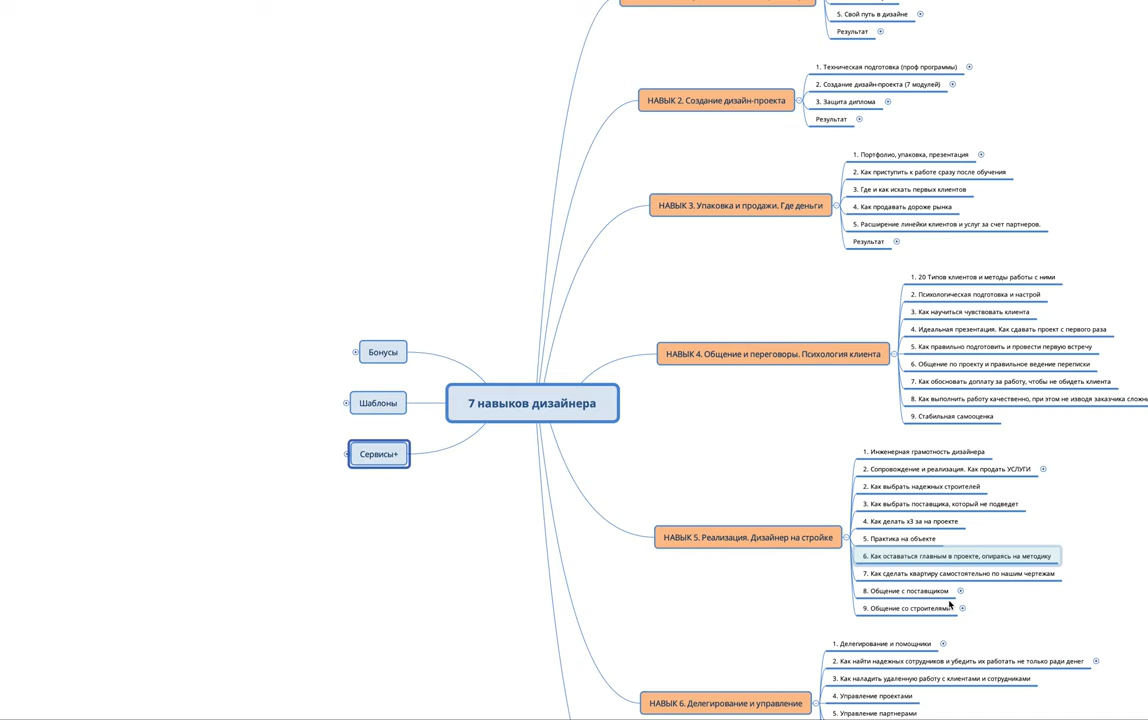 5. Свой путь в дизайне
Результат
НАВЫК 2. Создание дизайн-проекта
1. Техническая подготовка (проф программы)
2. Создание дизайн-проекта (7 модулей)
3. Защита диплома
Результат
НАВЫК 3. Упаковка и продажи. Где деньги
1. Портфолио, упаковка, презентация
2. Как приступить к работе сразу после обучения
3. Где и как искать первых клиентов
4. Как продавать дороже рынка
5. Расширение линейки клиентов и услуг за счет партнеров.
Результат
НАВЫК 4. Общение и переговоры. Психология клиента
1. 20 Типов клиентов и методы работы с ними
2. Психологическая подготовка и настрой
3. Как научиться чувствовать клиента
4. Идеальная презентация. Как сдавать проект с первого раза
5. Как правильно подготовить и провести первую встречу
6. Общение по проекту и правильное ведение переписки
7. Как обосновать доплату за работу, чтобы не обидеть клиента
8. Как выполнить работу качественно, при этом не изводя заказчика
9. Стабильная самооценка
Бонусы
Шаблоны
Сервисы+
7 навыков дизайнера
НАВЫК 5. Реализация. Дизайнер на стройке
1. Инженерная грамотность дизайнера
2. Сопровождение и реализация. Как продать УСЛУГИ
2. Как выбрать надежных строителей
3. Как выбрать поставщика, который не подведет
4. Как делать х3 за на проекте
5. Практика на объекте
6. Как оставаться главным в проекте, опираясь на методику
7. Как сделать квартиру самостоятельно по нашим чертежам
8. Общение с поставщиком
9. Общение со строителями
НАВЫК 6. Делегирование и управление
1. Делегирование и помощники
2. Как найти надежных сотрудников и убедить их работать не только ради денег
3. Как наладить удаленную работу с клиентами и сотрудниками
4. Управление проектами
5. Управление партнерами